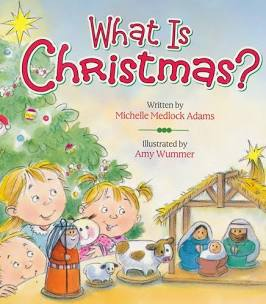 What Is
Christmas?
Written by
Michelle Medlock Adams
Illustrated by
Amy Wummer